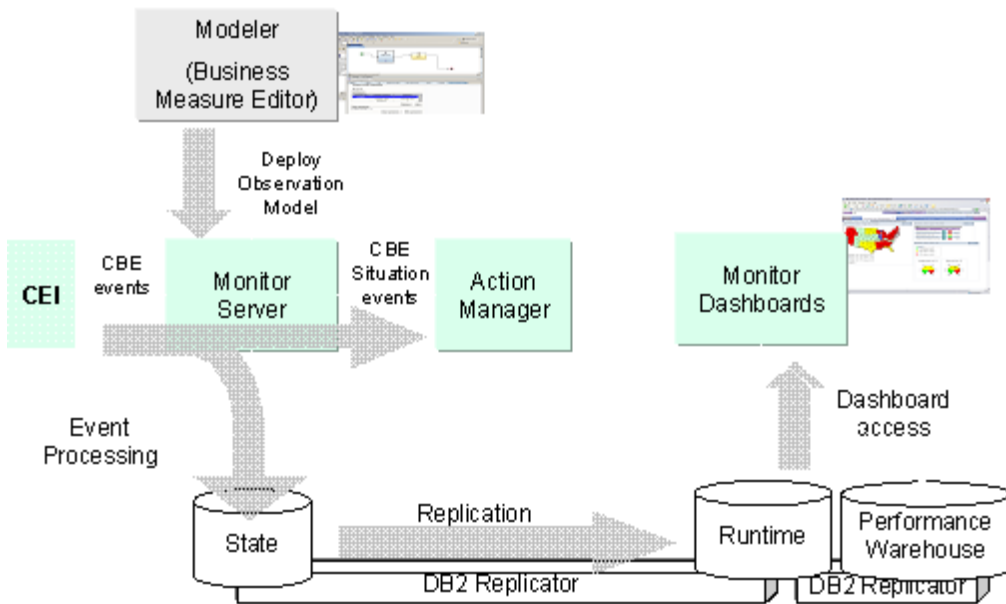 Modeler
(Business
Measure Editor)
Deploy
Observation
Model
CEI
CBE
events
Monitor
Server
CBE
Situation
events
Action
Manager
Monitor
Dashboards
Event
Processing
Dashboard
access
State
Replication
Runtime
Performance
Warehouse
DB2 Replicator
DB2 Replicator